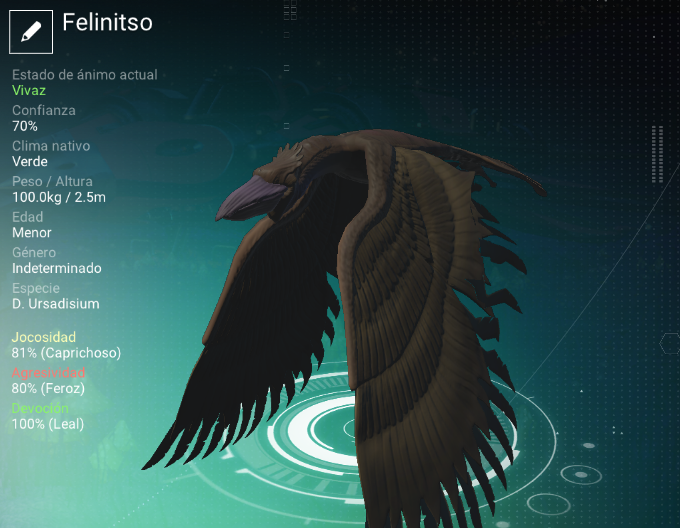 Felinitso
Estado de ánimo actual
Vivaz
Confianza
70%
Clima nativo
Verde
Peso / Altura
100.0kg / 2.5m
Edad
Menor
Género
Indeterminado
Especie
D. Ursadisium
Jocosidad
81% (Caprichoso)
Agresividad
80% (Feroz)
Devoción
100% (Leal)